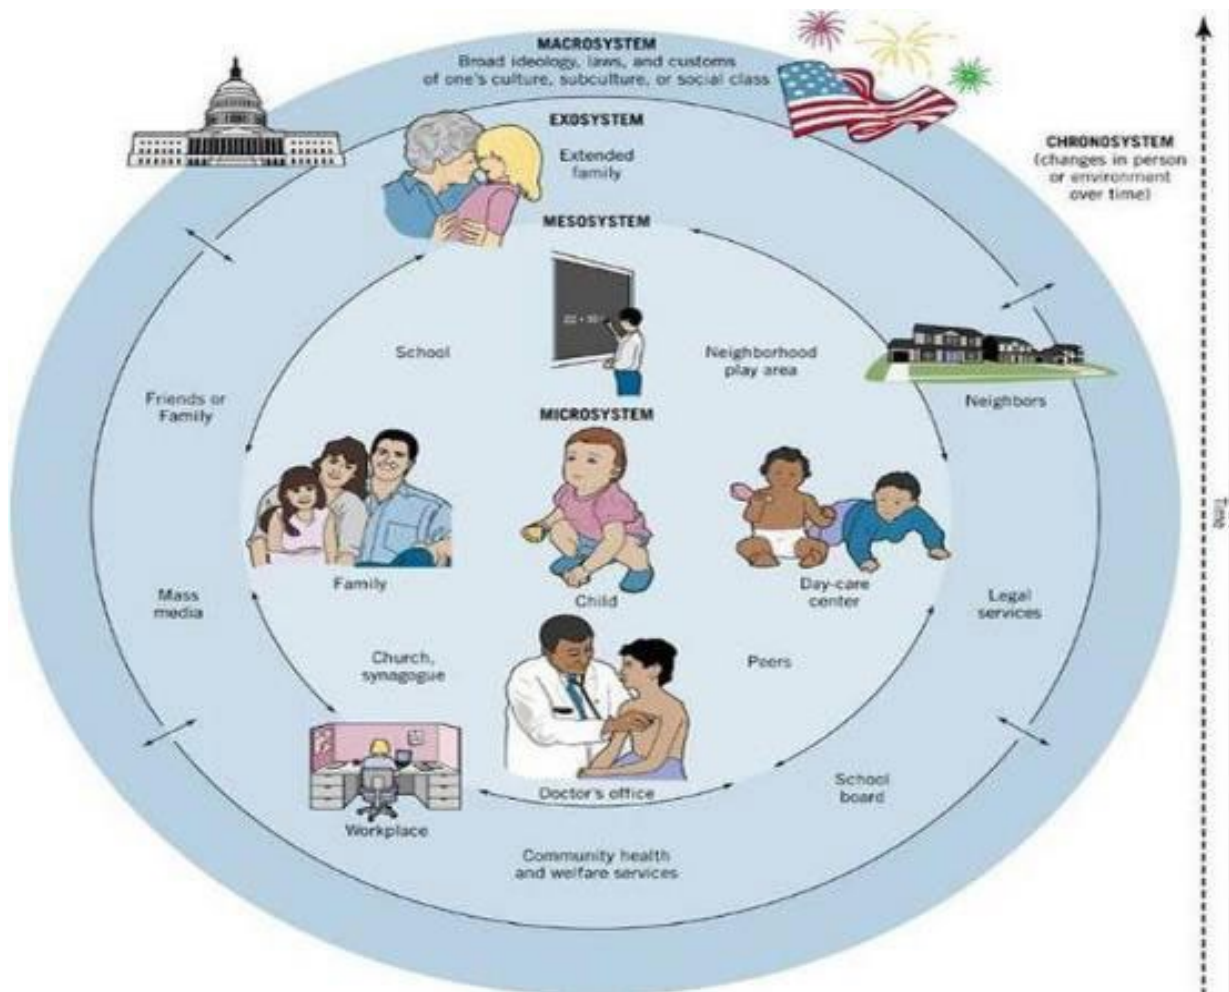 MACROSYSTEM
Broad ideology, laws, and customs
of one's culture, subculture, or social class
EXOSYSTEM
Extended
family
CHRONOSYSTEM
(changes in person
or environment
over time)
MESOSYSTEM
School
Neighborhood
play area
Friends or
Family
Neighbors
MICROSYSTEM
Time
Family
Child
Day-care
center
Mass
media
Legal
services
Church,
synagogue
Peers
Doctor's office
School
board
Workplace
Community health
and welfare services